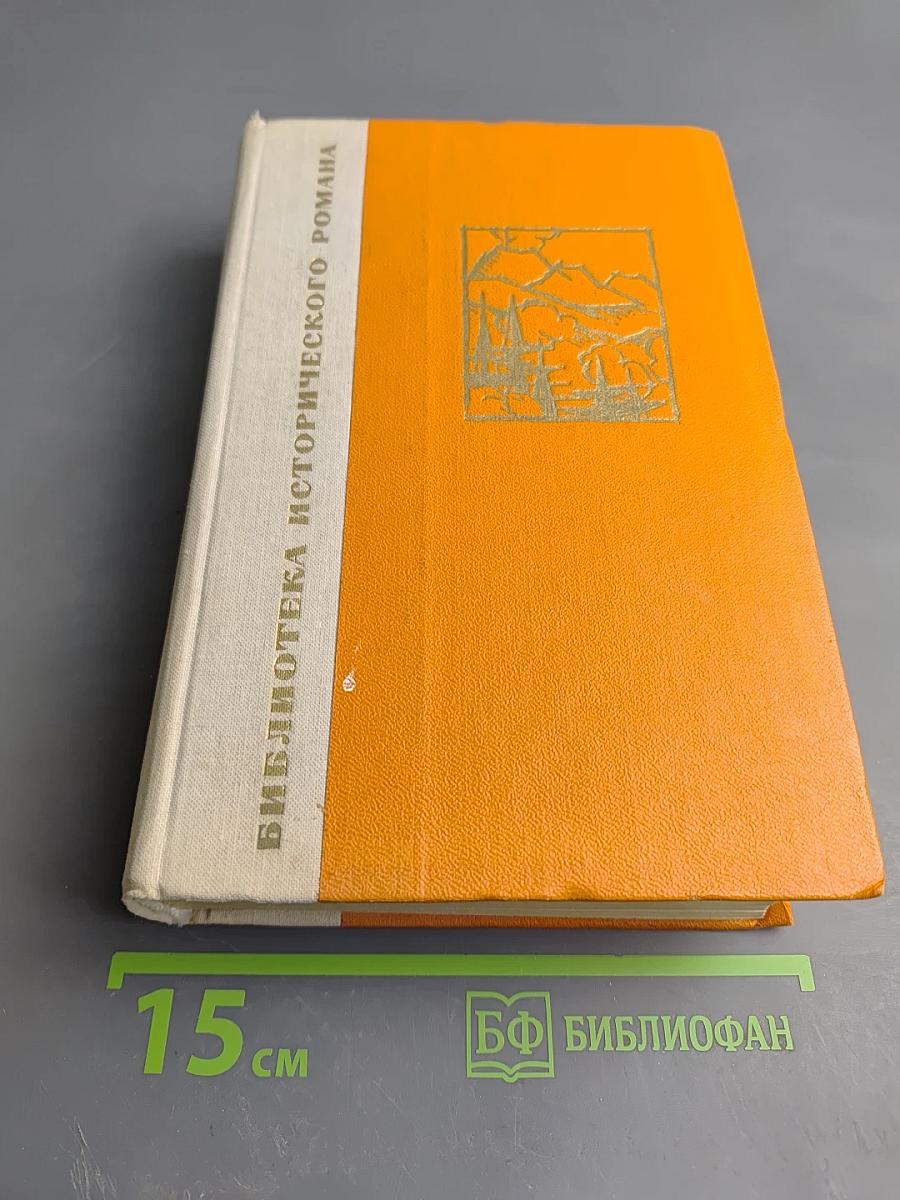 БИБЛИОТЕКА ИСТОРИЧЕСКОГО РОМАНА
15 см
БФ БИБЛИОФАН